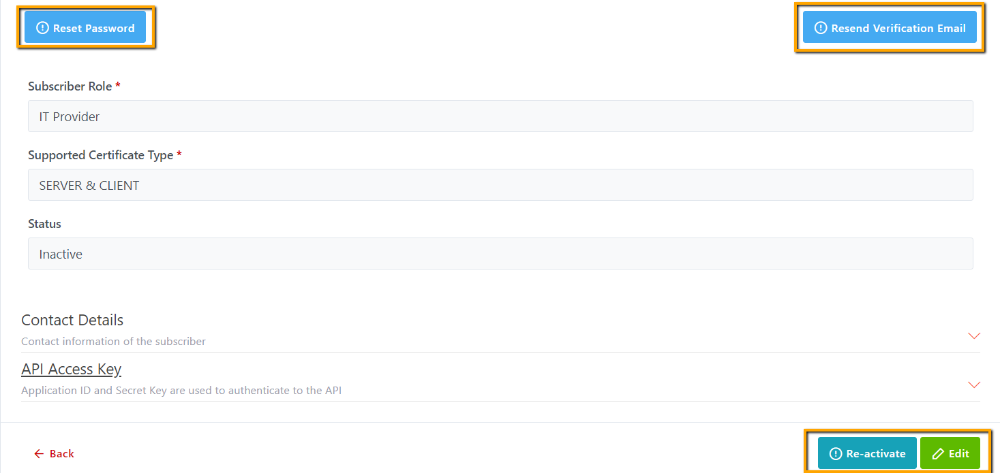 Reset Password
Resend Verification Email
Subscriber Role *
IT Provider
Supported Certificate Type *
SERVER & CLIENT
Status
Inactive
Contact Details
Contact information of the subscriber
API Access Key
Application ID and Secret Key are used to authenticate to the API
Back
Re-activate
Edit